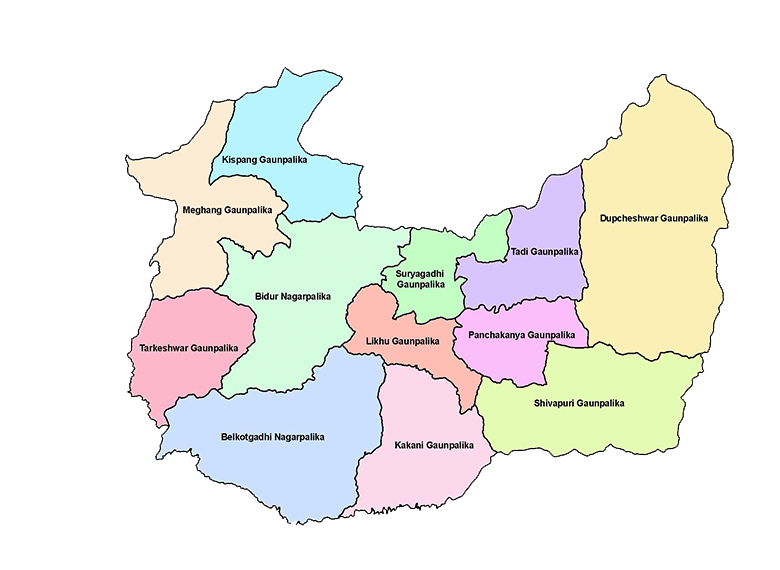 Kispang Gaunpalika
Meghang Gaunpalika
Dupcheshwar Gaunpalika
Tadi Gaunpalika
Suryagadhi
Gaunpalika
Bidur Nagarpalika
Panchakanya Gaunpalika
Likhu Gaunpalika
Tarkeshwar Gaunpalika
Shivapuri Gaunpalika
Belkotgadhi Nagarpalika
Kakani Gaunpalika